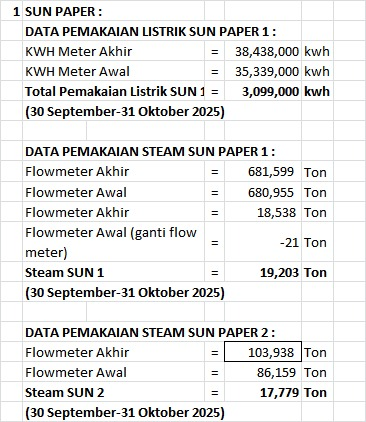 1 SUN PAPER :
DATA PEMAKAIAN LISTRIK SUN PAPER 1 :
KWH Meter Akhir = 38,438,000 kwh
KWH Meter Awal = 35,339,000 kwh
Total Pemakaian Listrik SUN 1 = 3,099,000 kwh
(30 September-31 Oktober 2025)
DATA PEMAKAIAN STEAM SUN PAPER 1 :
Flowmeter Akhir = 681,599 Ton
Flowmeter Awal = 680,955 Ton
Flowmeter Akhir = 18,538 Ton
Flowmeter Awal (ganti flow
meter) = -21 Ton
Steam SUN 1 = 19,203 Ton
(30 September-31 Oktober 2025)
DATA PEMAKAIAN STEAM SUN PAPER 2 :
Flowmeter Akhir = 103,938 Ton
Flowmeter Awal = 86,159 Ton
Steam SUN 2 = 17,779 Ton
(30 September-31 Oktober 2025)